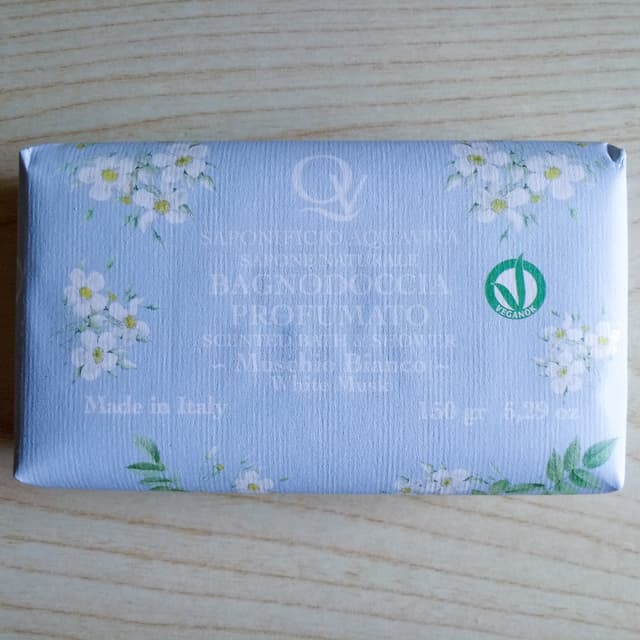 QV
SAPONIFICIO AQUAVIVA
SAPONE NATURALE
BAGNODOCCIA
PROFUMATO
SCENTED BATH & SHOWER
~ Muschio Bianco ~
White Musk
VEGANOK
Made in Italy
150 gr 5,29 oz